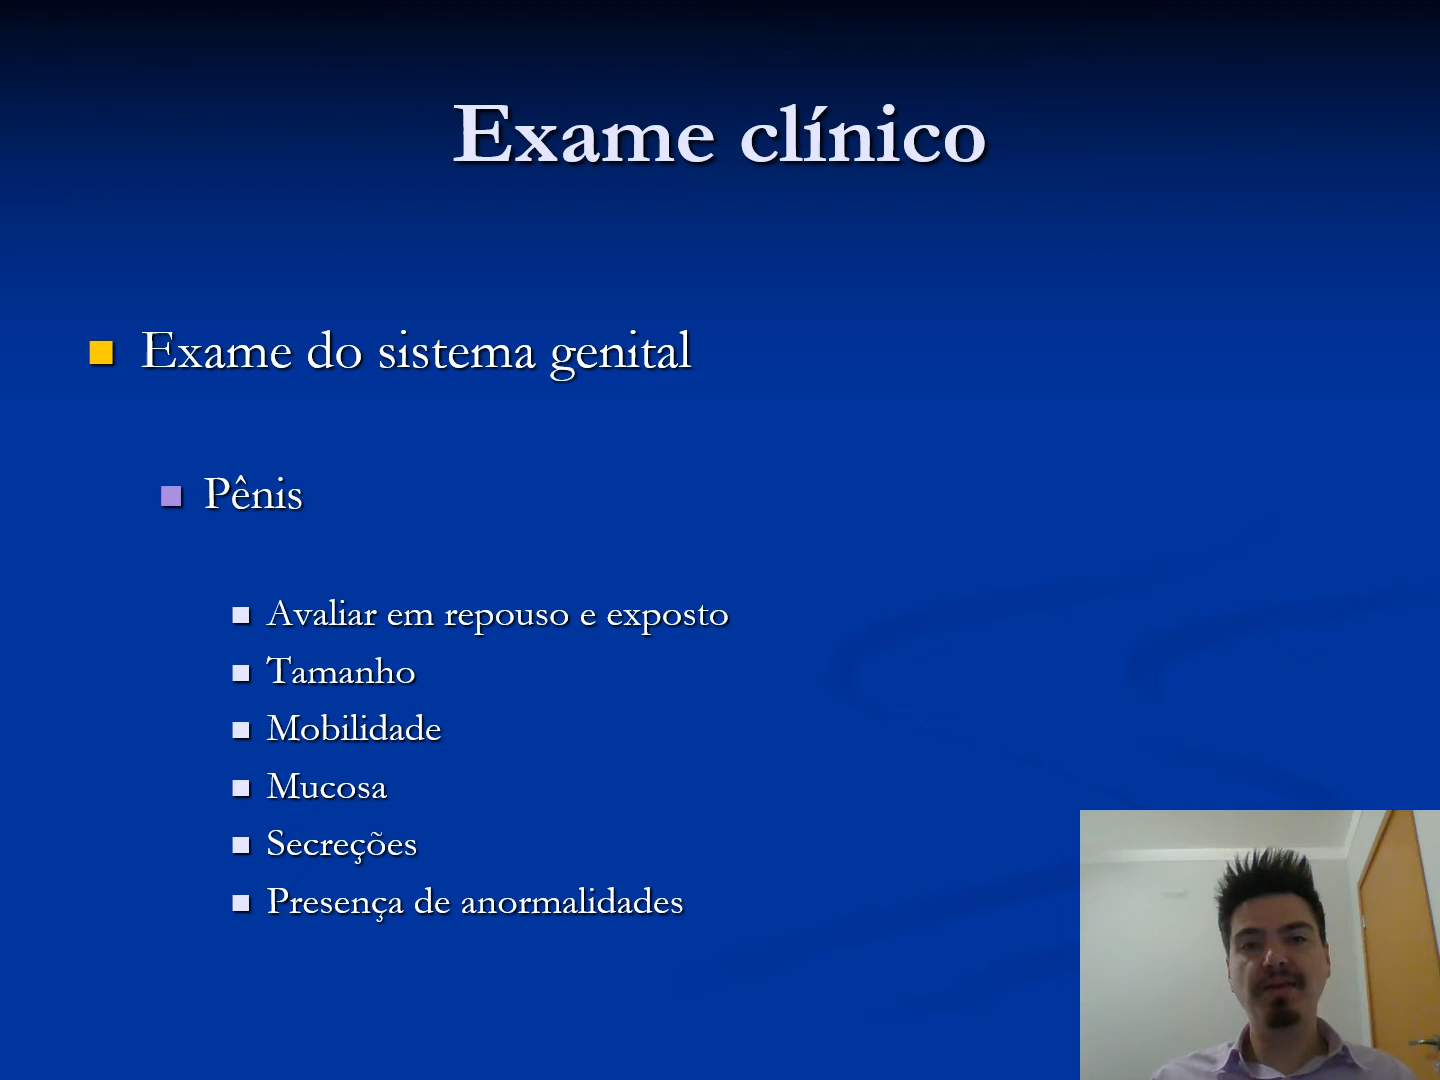 Exame clínico
Exame do sistema genital
Pênis
Avaliar em repouso e exposto
Tamanho
Mobilidade
Mucosa
Secreções
Presença de anormalidades